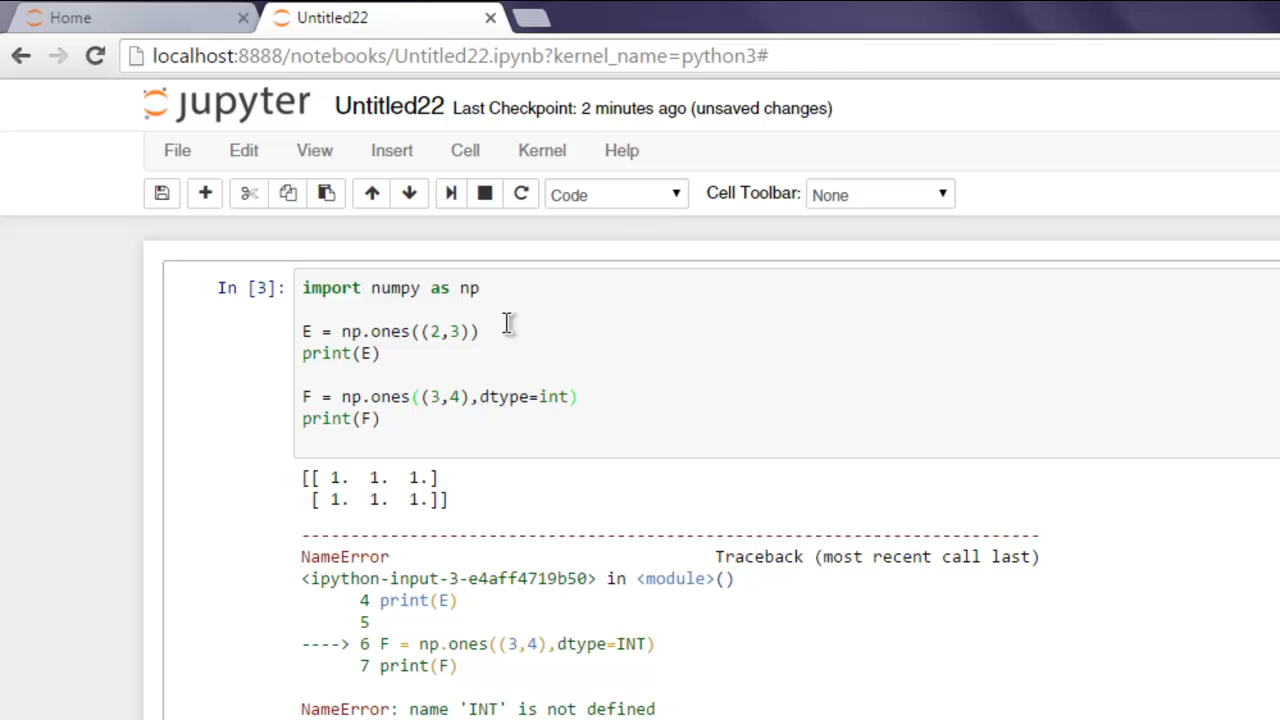 Home Untitled22
localhost:8888/notebooks/Untitled22.ipynb?kernel_name=python3#
jupyter Untitled22 Last Checkpoint: 2 minutes ago (unsaved changes)
File Edit View Insert Cell Kernel Help
Code Cell Toolbar: None
In [3]: import numpy as np
E = np.ones((2,3))
print(E)
F = np.ones((3,4),dtype=int)
print(F)
[[ 1.  1.  1.]
 [ 1.  1.  1.]]
---------------------------------------------------------------------------
NameError Traceback (most recent call last)
<ipython-input-3-e4aff4719b50> in <module>()
4 print(E)
5
----> 6 F = np.ones((3,4),dtype=INT)
7 print(F)
NameError: name 'INT' is not defined